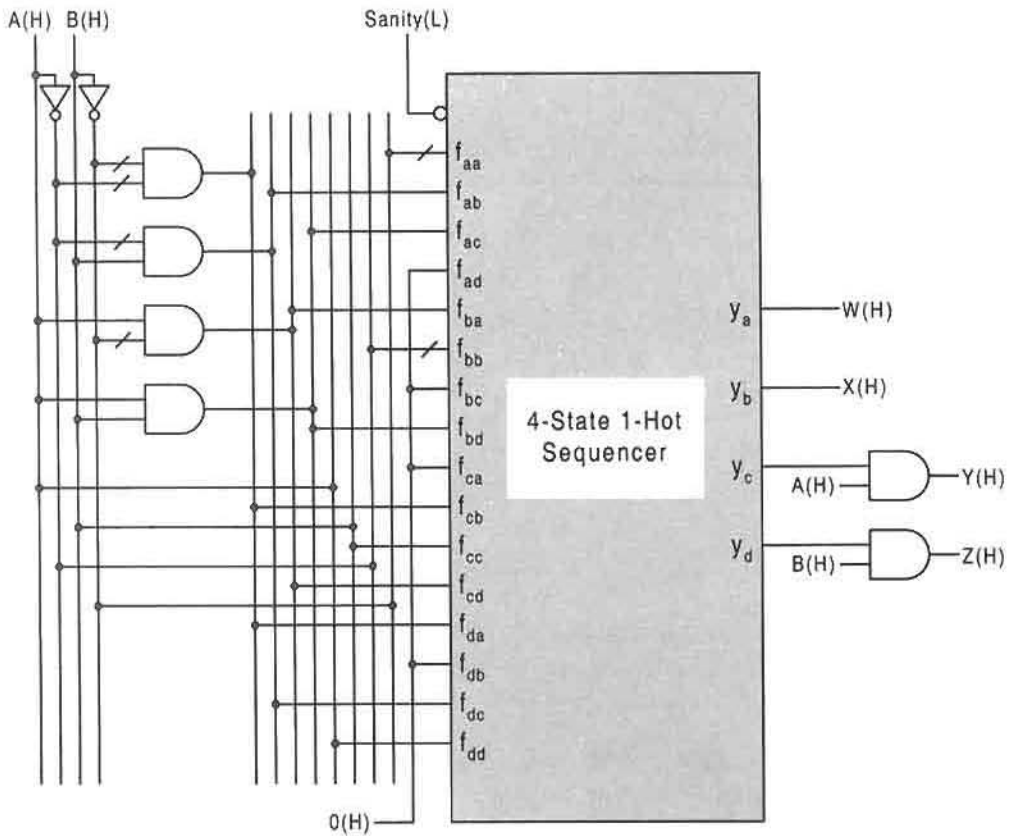 A(H) B(H) Sanity(L)
f_aa
f_ab
f_ac
f_ad
f_ba
f_bb
f_bc
f_bd
f_ca
f_cb
f_cc
f_cd
f_da
f_db
f_dc
f_dd
4-State 1-Hot
Sequencer
y_a W(H)
y_b X(H)
y_c A(H) Y(H)
y_d B(H) Z(H)
0(H)